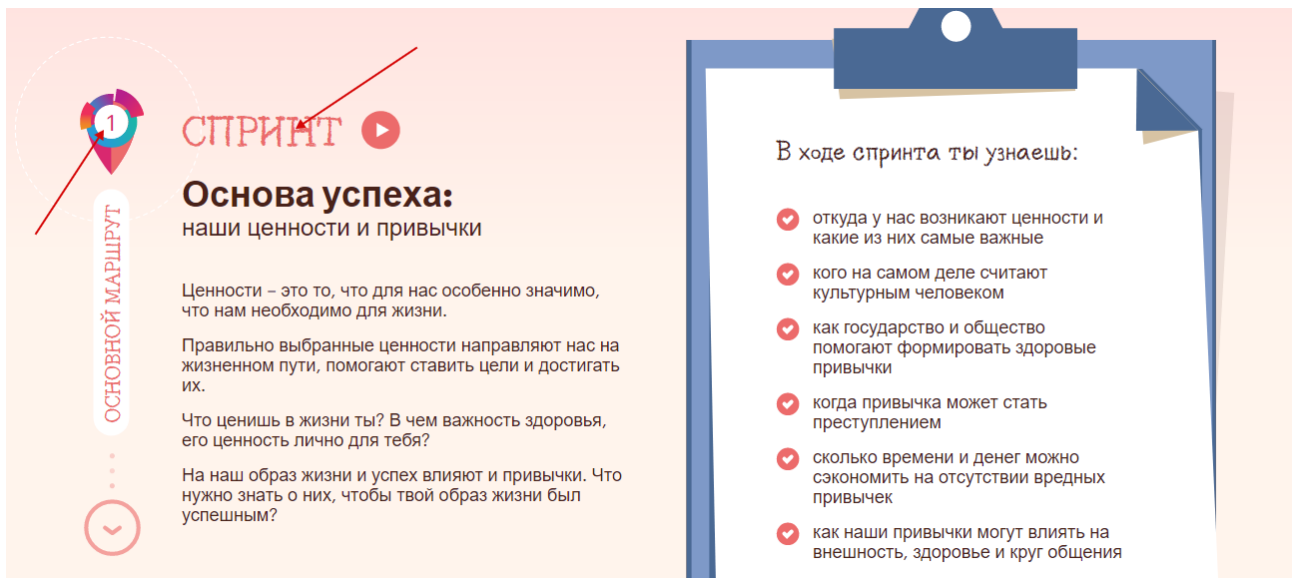 1
СПРИНТ
Основа успеха:
наши ценности и привычки
ОСНОВНОЙ МАРШРУТ
Ценности – это то, что для нас особенно значимо,
что нам необходимо для жизни.
Правильно выбранные ценности направляют нас на
жизненном пути, помогают ставить цели и достигать
их.
Что ценишь в жизни ты? В чем важность здоровья,
его ценность лично для тебя?
На наш образ жизни и успех влияют и привычки. Что
нужно знать о них, чтобы твой образ жизни был
успешным?
В ходе спринта ты узнаешь:
откуда у нас возникают ценности и
какие из них самые важные
кого на самом деле считают
культурным человеком
как государство и общество
помогают формировать здоровые
привычки
когда привычка может стать
преступлением
сколько времени и денег можно
сэкономить на отсутствии вредных
привычек
как наши привычки могут влиять на
внешность, здоровье и круг общения